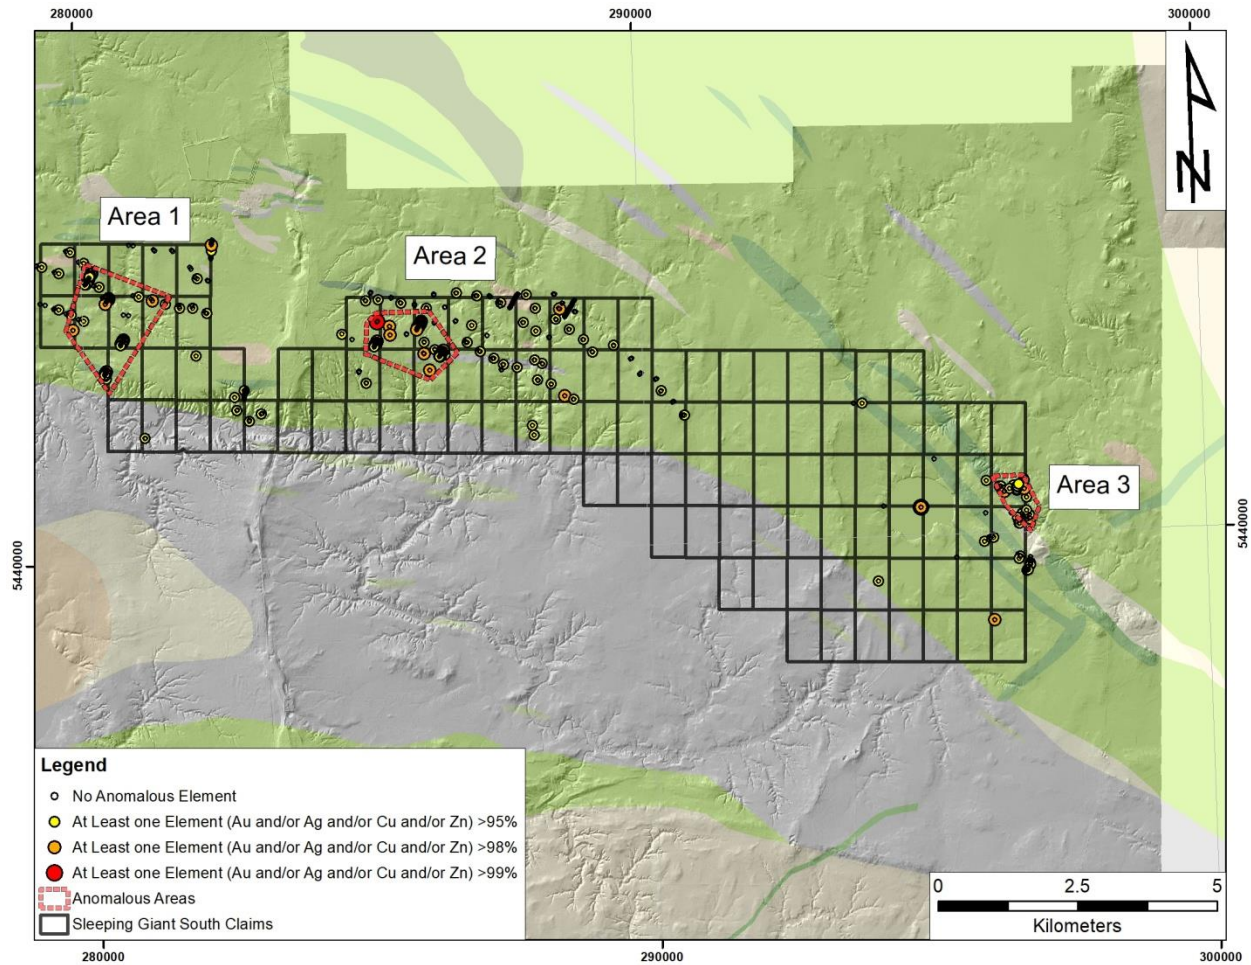 280000
290000
300000
N
Area 1
Area 2
Area 3
5440000
5440000
Legend
No Anomalous Element
At Least one Element (Au and/or Ag and/or Cu and/or Zn) >95%
At Least one Element (Au and/or Ag and/or Cu and/or Zn) >98%
At Least one Element (Au and/or Ag and/or Cu and/or Zn) >99%
Anomalous Areas
Sleeping Giant South Claims
0 2.5 5
Kilometers
280000
290000
300000